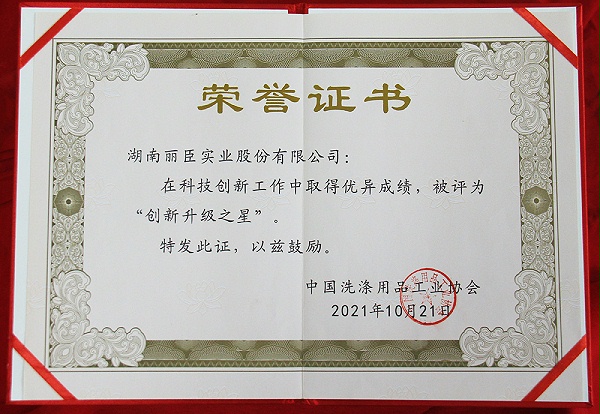 荣誉证书
湖南丽臣实业股份有限公司：
在科技创新工作中取得优异成绩，被评为
“创新升级之星”。
特发此证，以兹鼓励。
中国洗涤用品工业协会
2021年10月21日